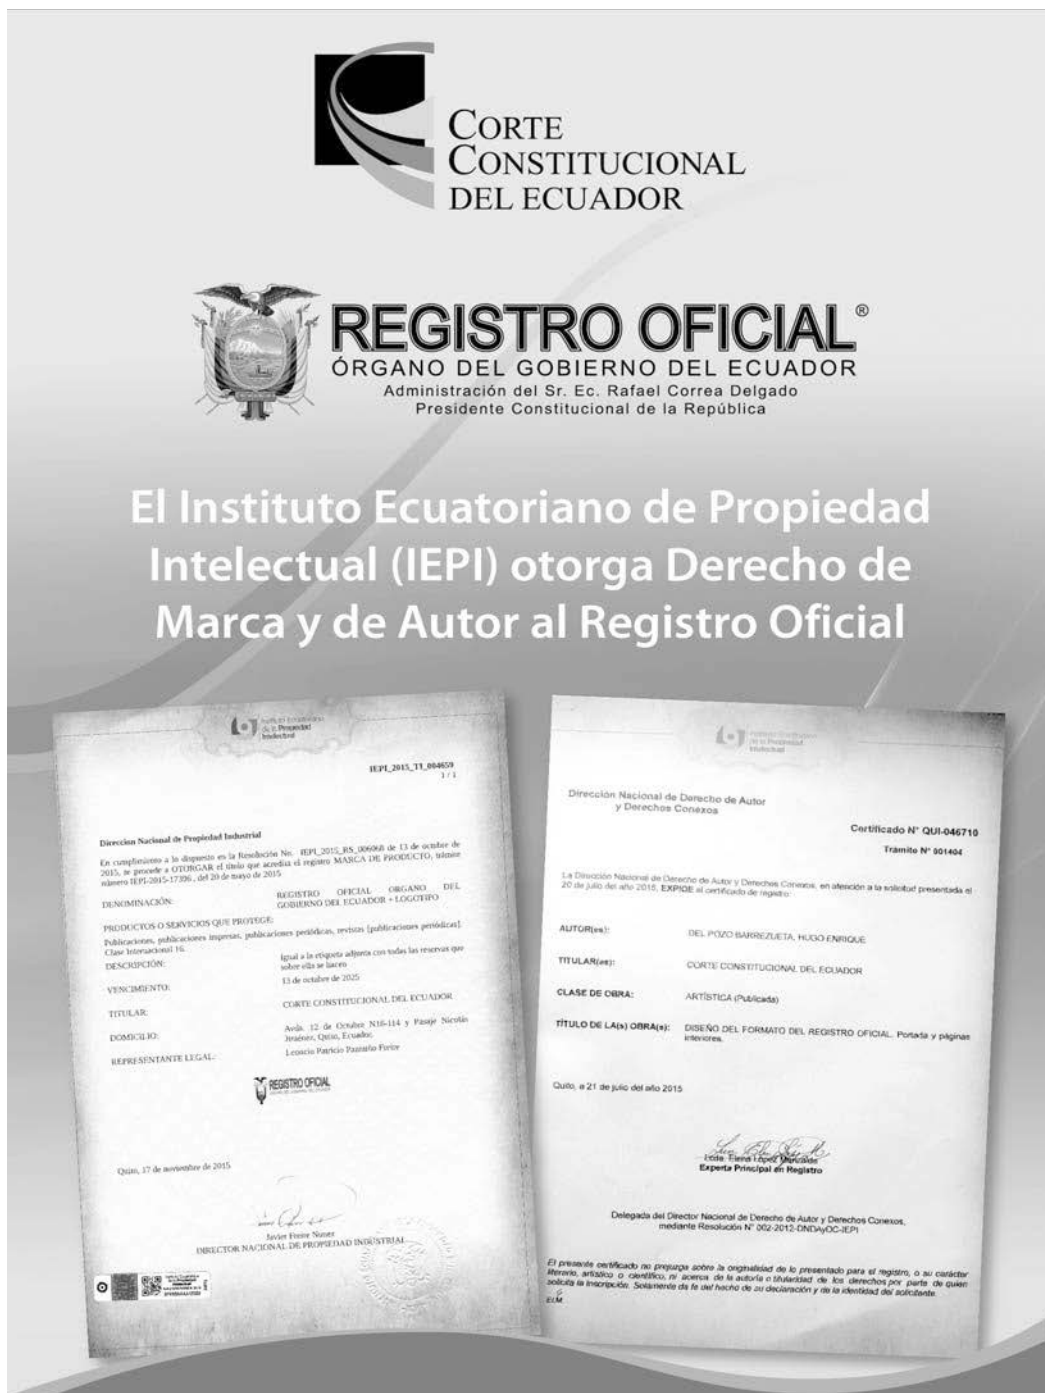 CORTE
CONSTITUCIONAL
DEL ECUADOR
REGISTRO OFICIAL®
ÓRGANO DEL GOBIERNO DEL ECUADOR
Administración del Sr. Ec. Rafael Correa Delgado
Presidente Constitucional de la República
El Instituto Ecuatoriano de Propiedad
Intelectual (IEPI) otorga Derecho de
Marca y de Autor al Registro Oficial
Instituto Ecuatoriano
de la Propiedad
Intelectual
IEPI_2015_TI_004659
1 / 1
Direccion Nacional de Propiedad Industrial
En cumplimiento a lo dispuesto en la Resolución No. IEPI_2015_RS_006068 de 13 de octubre de
2015, se procede a OTORGAR el título que acredita el registro MARCA DE PRODUCTO, trámite
número IEPI-2015-17396, del 20 de mayo de 2015
DENOMINACIÓN: REGISTRO OFICIAL ORGANO DEL
GOBIERNO DEL ECUADOR + LOGOTIPO
PRODUCTOS O SERVICIOS QUE PROTEGE:
Publicaciones, publicaciones impresas, publicaciones periódicas, revistas [publicaciones periódicas].
Clase Internacional 16.
DESCRIPCIÓN: Igual a la etiqueta adjunta con todas las reservas que
sobre ella se hacen
VENCIMIENTO: 13 de octubre de 2025
TITULAR: CORTE CONSTITUCIONAL DEL ECUADOR
DOMICILIO: Avda. 12 de Octubre N16-114 y Pasaje Nicolás
Jiménez, Quito, Ecuador.
REPRESENTANTE LEGAL: Patricio Pazmiño Freire
REGISTRO OFICIAL
Quito, 17 de noviembre de 2015
Javier Freire Nunez
DIRECTOR NACIONAL DE PROPIEDAD INDUSTRIAL
Instituto Ecuatoriano
de la Propiedad
Intelectual
Dirección Nacional de Derecho de Autor
y Derechos Conexos
Certificado N° QUI-046710
Trámite N° 001404
La Dirección Nacional de Derecho de Autor y Derechos Conexos, en atención a la solicitud presentada el
20 de julio del año 2015, EXPIDE el certificado de registro:
AUTOR(es): DEL POZO BARREZUETA, HUGO ENRIQUE
TITULAR(es): CORTE CONSTITUCIONAL DEL ECUADOR
CLASE DE OBRA: ARTÍSTICA (Publicada)
TÍTULO DE LA(s) OBRA(s): DISEÑO DEL FORMATO DEL REGISTRO OFICIAL. Portada y páginas
interiores.
Quito, a 21 de julio del año 2015
Lcda. Elena López
Experta Principal en Registro
Delegada del Director Nacional de Derecho de Autor y Derechos Conexos,
mediante Resolución N° 002-2012-DNDAyDC-IEPI
El presente certificado no prejuzga sobre la originalidad de lo presentado para el registro, o su carácter
literario, artístico o científico, ni acerca de la autoría o titularidad de los derechos por parte de quien
solicita la inscripción. Solamente da fe del hecho de su declaración y de la identidad del solicitante.